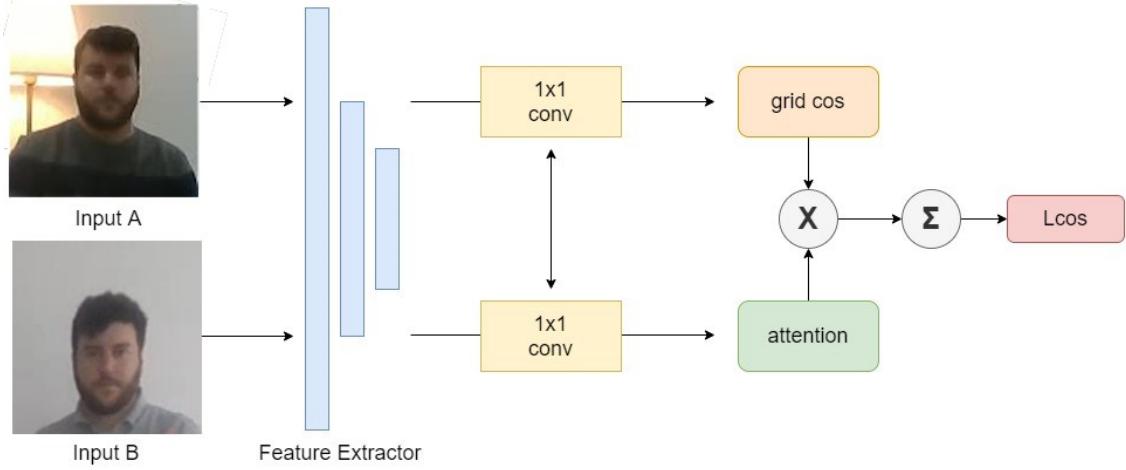 1x1
conv
grid cos
Input A
X
Σ
Lcos
1x1
conv
attention
Input B
Feature Extractor